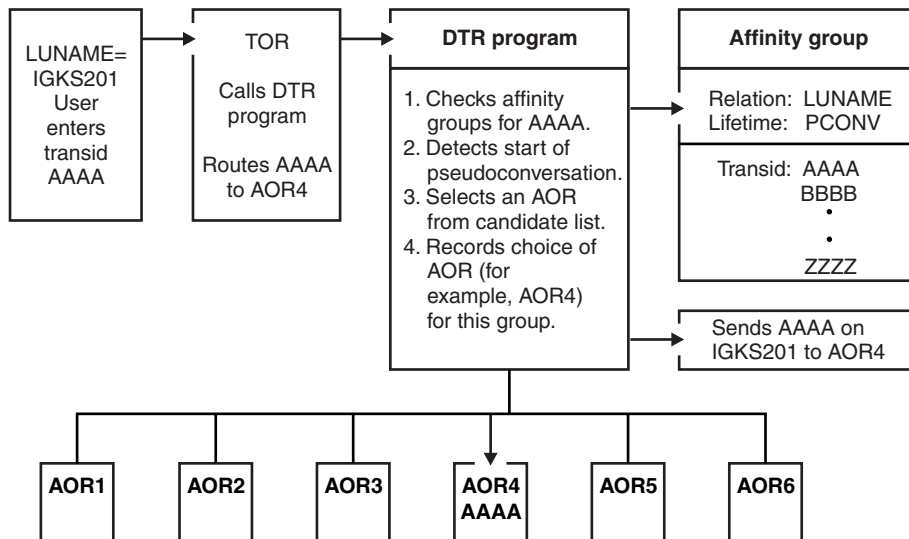 LUNAME=
IGKS201
User
enters
transid
AAAA
TOR
Calls DTR
program
Routes AAAA
to AOR4
DTR program
1. Checks affinity
groups for AAAA.
2. Detects start of
pseudoconversation.
3. Selects an AOR
from candidate list.
4. Records choice of
AOR (for
example, AOR4)
for this group.
Affinity group
Relation: LUNAME
Lifetime: PCONV
Transid: AAAA
BBBB
•
•
ZZZZ
Sends AAAA on
IGKS201 to AOR4
AOR1
AOR2
AOR3
AOR4
AAAA
AOR5
AOR6